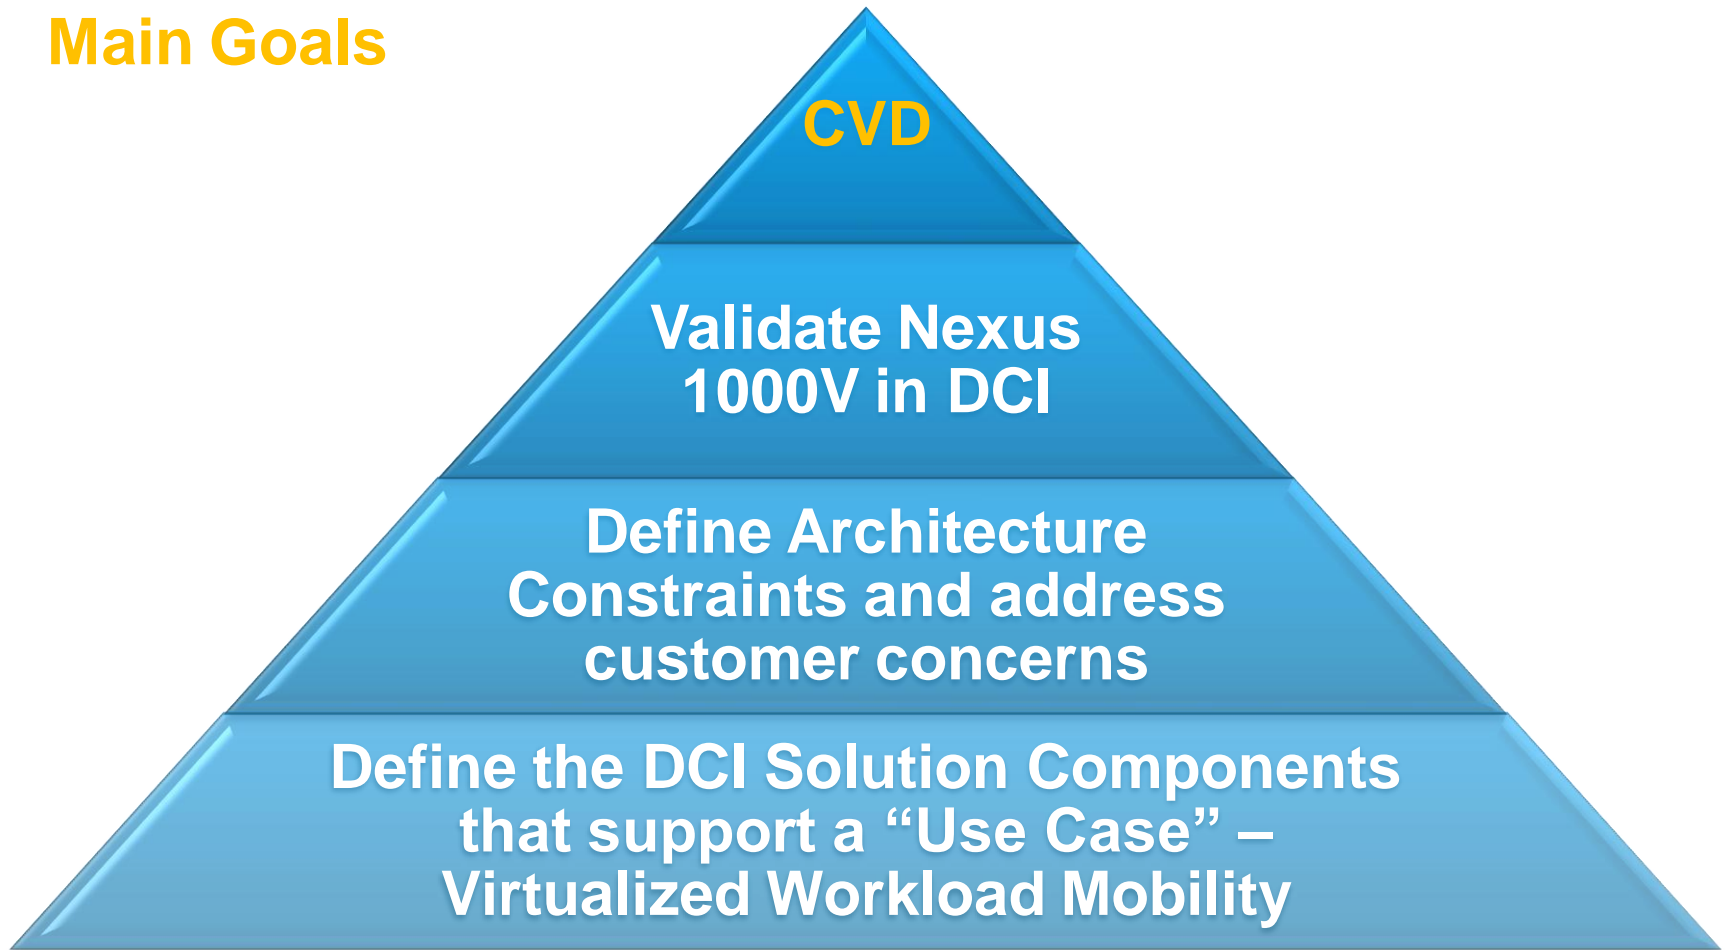 Main Goals
CVD
Validate Nexus
1000V in DCI
Define Architecture
Constraints and address
customer concerns
Define the DCI Solution Components
that support a “Use Case” –
Virtualized Workload Mobility